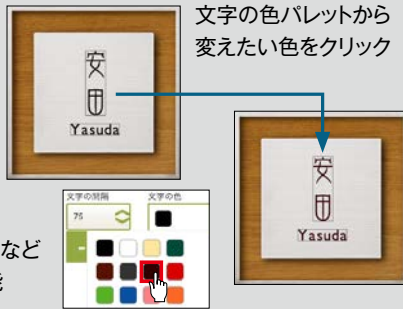 文字の色パレットから
変えたい色をクリック
安
田
Yasuda
安
田
Yasuda
文字の間隔 文字の色
75
など
能